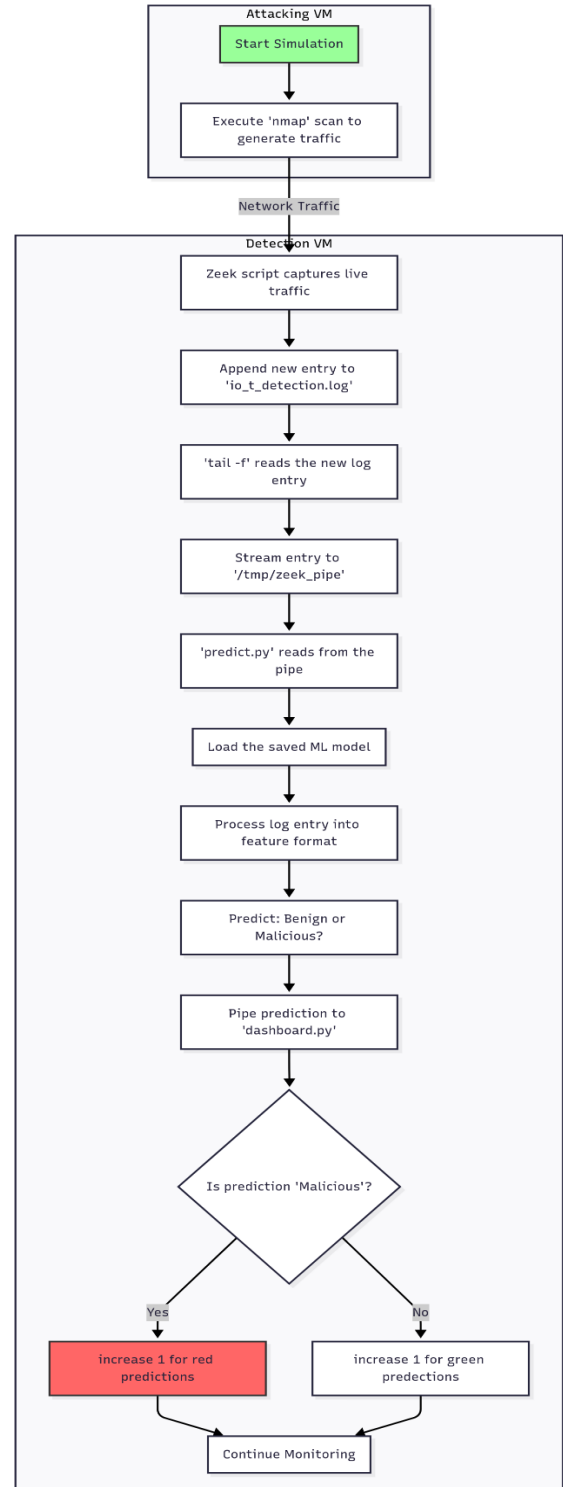 Attacking VM
Start Simulation
Execute 'nmap' scan to
generate traffic
Network Traffic
Detection VM
Zeek script captures live
traffic
Append new entry to
'io_t_detection.log'
'tail -f' reads the new log
entry
Stream entry to
'/tmp/zeek_pipe'
'predict.py' reads from the
pipe
Load the saved ML model
Process log entry into
feature format
Predict: Benign or
Malicious?
Pipe prediction to
'dashboard.py'
Is prediction 'Malicious'?
Yes
No
increase 1 for red
predictions
increase 1 for green
predections
Continue Monitoring